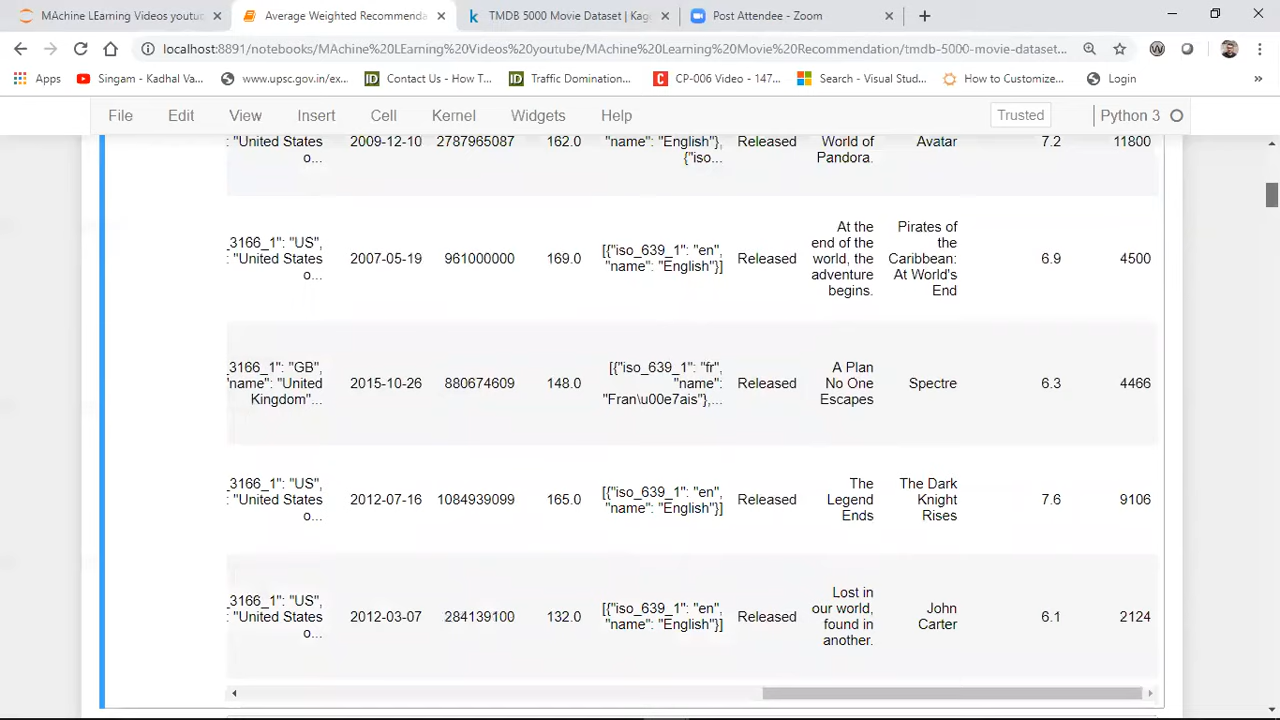 MAchine LEarning Videos youtu
Average Weighted Recommenda
TMDB 5000 Movie Dataset | Kag
Post Attendee - Zoom
localhost:8891/notebooks/MAchine%20LEarning%20Videos%20youtube/MAchine%20Learning%20Movie%20Recommendation/tmdb-5000-movie-dataset...
Apps
Singam - Kadhal Va...
www.upsc.gov.in/ex...
Contact Us - How T...
Traffic Domination...
CP-006 Video - 147...
Search - Visual Stud...
How to Customize...
Login
File Edit View Insert Cell Kernel Widgets Help
Trusted
Python 3
: "United States
o...
2009-12-10
2787965087
162.0
"name": "English"},
{"iso...
Released
World of
Pandora.
Avatar
7.2
11800
_3166_1": "US",
: "United States
o...
2007-05-19
961000000
169.0
[{"iso_639_1": "en",
"name": "English"}]
Released
At the
end of the
world, the
adventure
begins.
Pirates of
the
Caribbean:
At World's
End
6.9
4500
_3166_1": "GB",
"name": "United
Kingdom"...
2015-10-26
880674609
148.0
[{"iso_639_1": "fr",
"name":
"Fran\u00e7ais"},...
Released
A Plan
No One
Escapes
Spectre
6.3
4466
_3166_1": "US",
: "United States
o...
2012-07-16
1084939099
165.0
[{"iso_639_1": "en",
"name": "English"}]
Released
The
Legend
Ends
The Dark
Knight
Rises
7.6
9106
_3166_1": "US",
: "United States
o...
2012-03-07
284139100
132.0
[{"iso_639_1": "en",
"name": "English"}]
Released
Lost in
our world,
found in
another.
John
Carter
6.1
2124